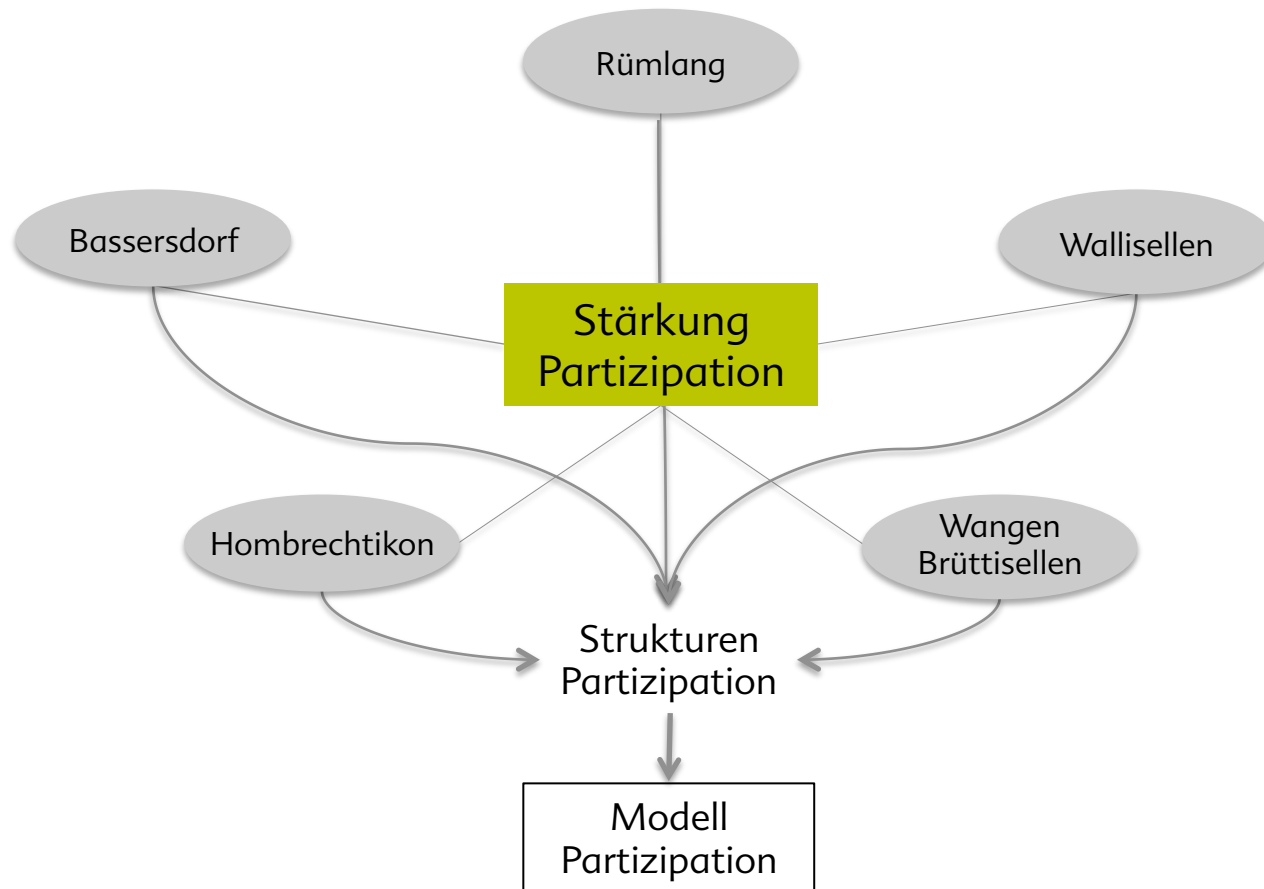 Rümlang
Bassersdorf
Wallisellen
Stärkung
Partizipation
Hombrechtikon
Wangen
Brüttisellen
Strukturen
Partizipation
Modell
Partizipation